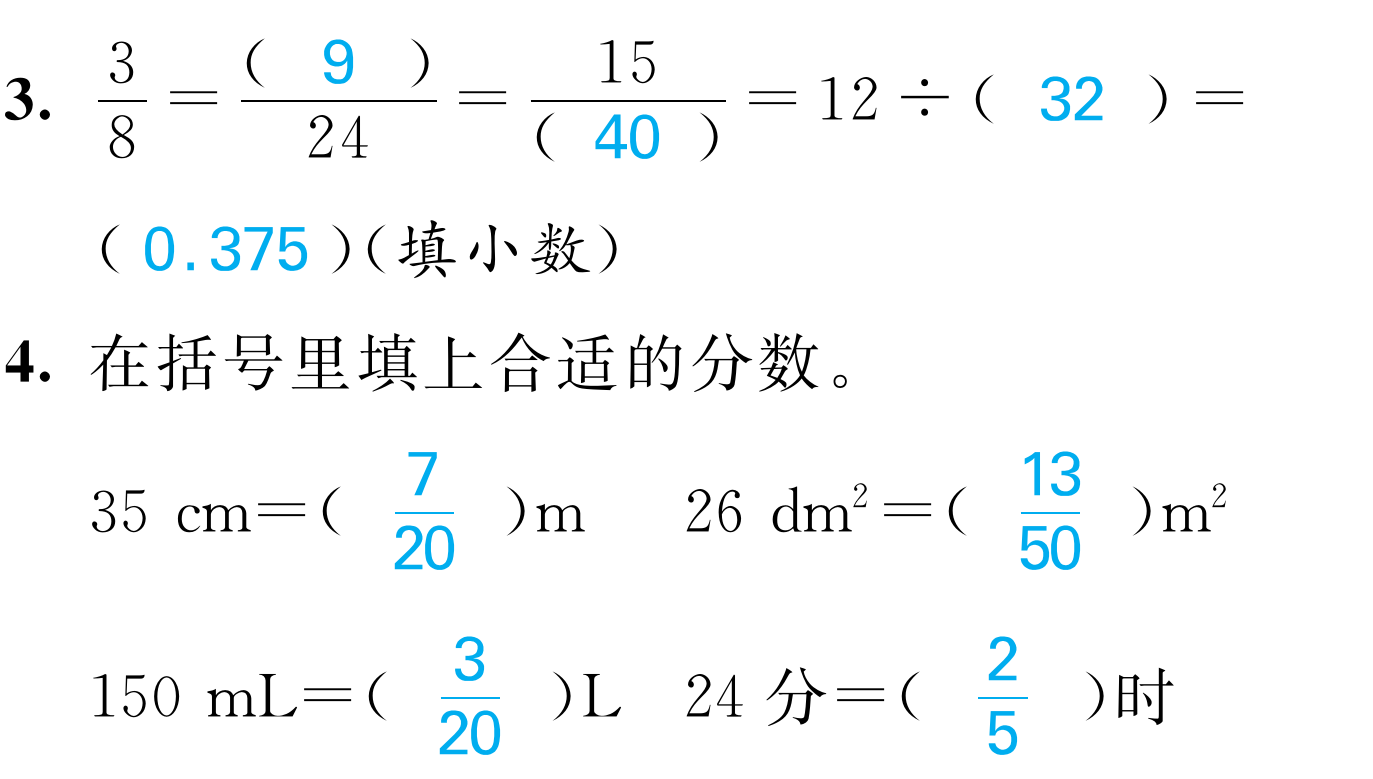 3. 3/8=( 9 )/24=15/( 40 )=12÷( 32 )=
( 0.375 )(填小数)
4. 在括号里填上合适的分数。
35 cm=( 7/20 )m 26 dm²=( 13/50 )m²
150 mL=( 3/20 )L 24 分=( 2/5 )时